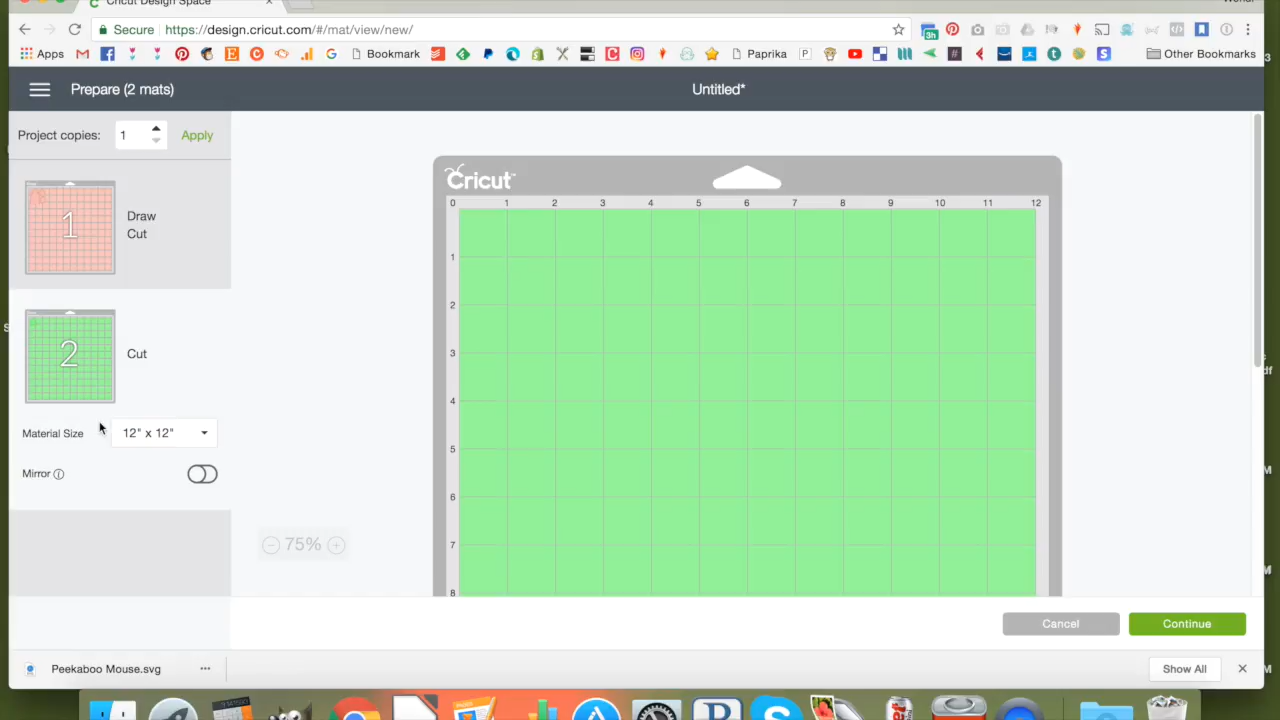 Cricut Design Space
Secure https://design.cricut.com/#/mat/view/new/
3h
Apps Bookmark Paprika Other Bookmarks
Prepare (2 mats) Untitled*
Project copies: 1 Apply
1 Draw
Cut
2 Cut
Material Size 12" x 12"
Mirror
75%
Cricut
0 1 2 3 4 5 6 7 8 9 10 11 12
1
2
3
4
5
6
7
8
Cancel Continue
Peekaboo Mouse.svg Show All